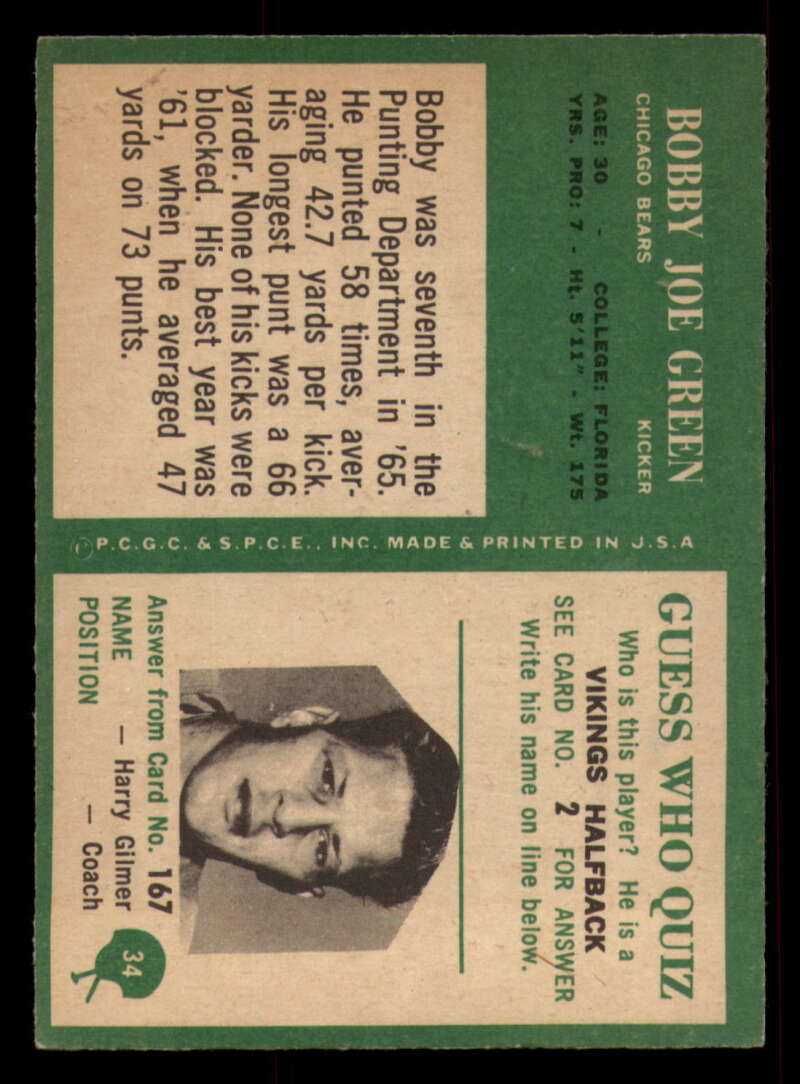 BOBBY JOE GREEN
CHICAGO BEARS KICKER
AGE: 30 - COLLEGE: FLORIDA
YRS. PRO: 7 - Ht. 5'11" - Wt. 175
Bobby was seventh in the
Punting Department in '65.
He punted 58 times, aver-
aging 42.7 yards per kick.
His longest punt was a 66
yarder. None of his kicks were
blocked. His best year was
'61, when he averaged 47
yards on 73 punts.
© P.C.G.C. & S.P.C.E., INC. MADE & PRINTED IN U.S.A
GUESS WHO QUIZ
Who is this player? He is a
VIKINGS HALFBACK
SEE CARD NO. 2 FOR ANSWER
Write his name on line below.
Answer from Card No. 167
NAME — Harry Gilmer
POSITION — Coach
34